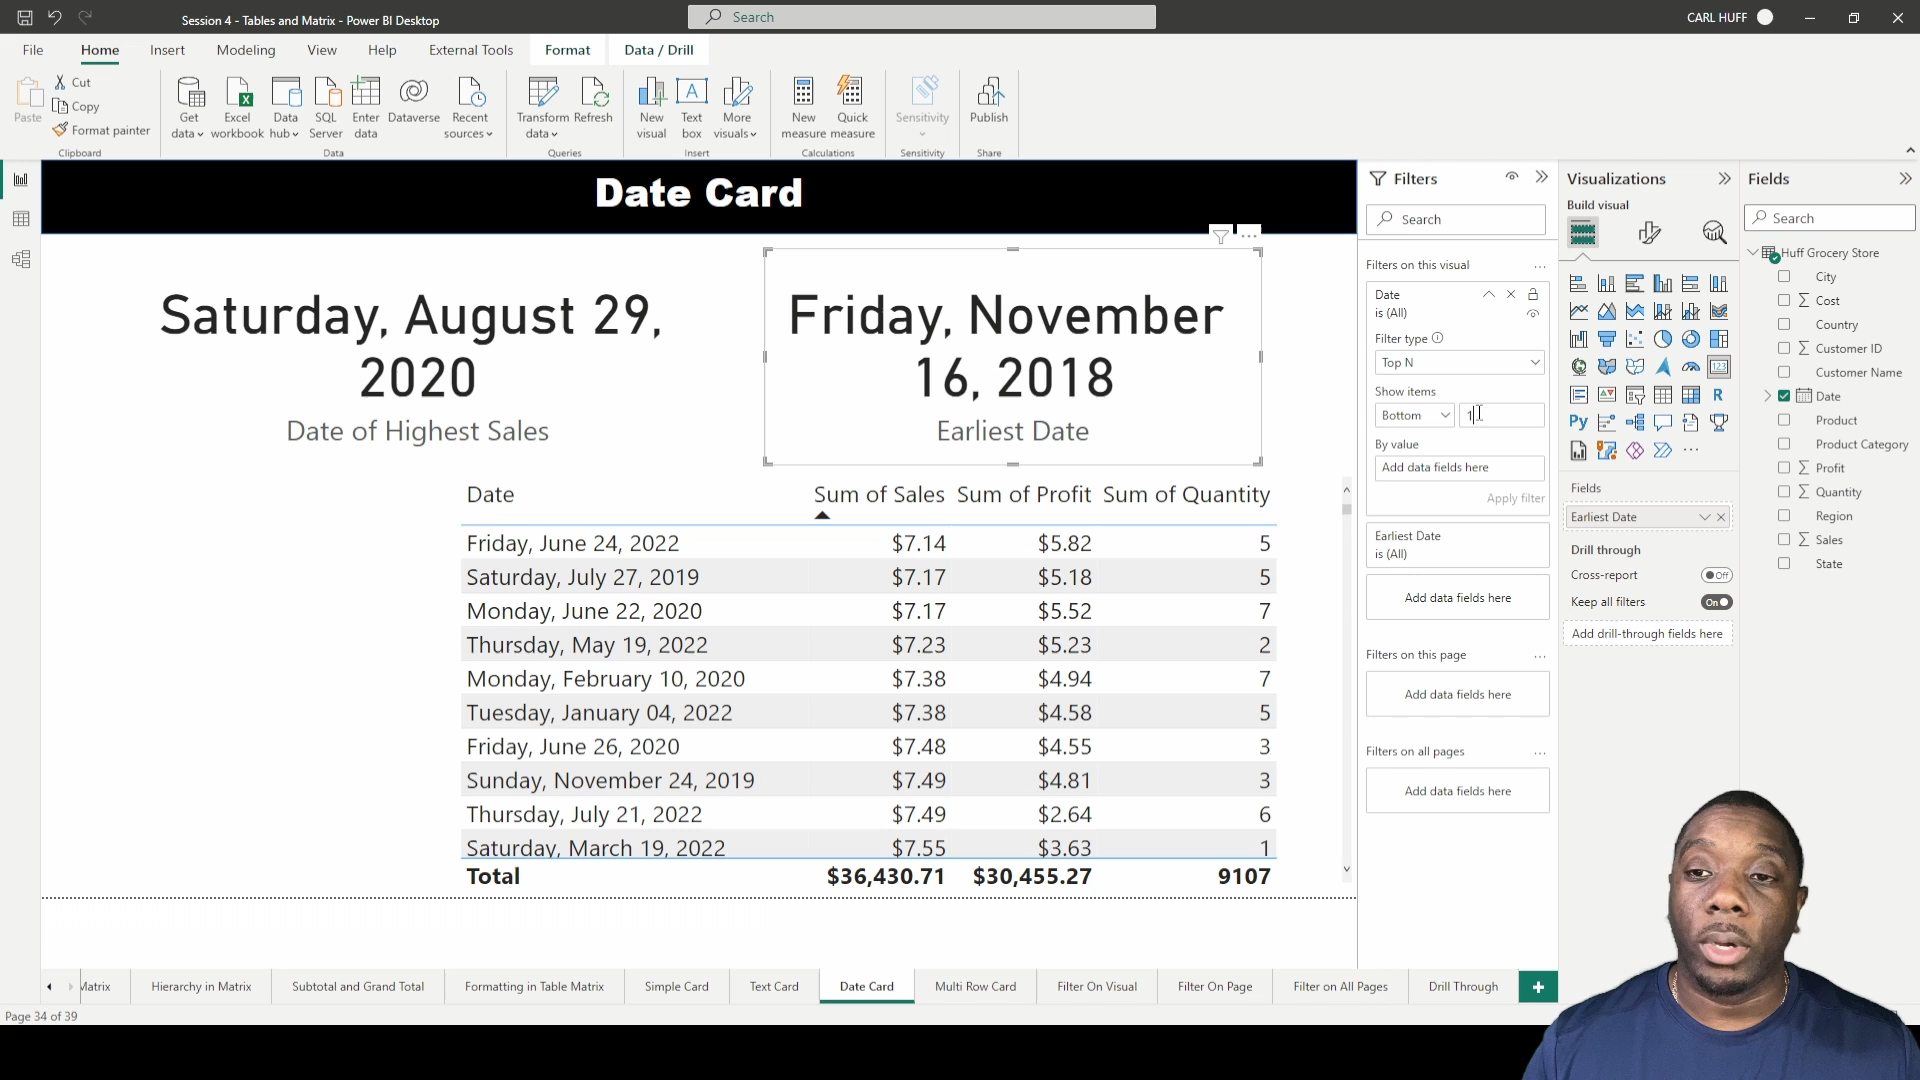 Session 4 - Tables and Matrix - Power BI Desktop
Search
CARL HUFF
File Home Insert Modeling View Help External Tools Format Data / Drill
Paste
Cut
Copy
Format painter
Get data
Excel workbook
Data hub
SQL Server
Enter data
Dataverse
Recent sources
Transform data
Refresh
New visual
Text box
More visuals
New measure
Quick measure
Sensitivity
Publish
Clipboard Data Queries Insert Calculations Sensitivity Share
Date Card
Saturday, August 29,
2020
Date of Highest Sales
Friday, November
16, 2018
Earliest Date
Date Sum of Sales Sum of Profit Sum of Quantity
Friday, June 24, 2022 $7.14 $5.82 5
Saturday, July 27, 2019 $7.17 $5.18 5
Monday, June 22, 2020 $7.17 $5.52 7
Thursday, May 19, 2022 $7.23 $5.23 2
Monday, February 10, 2020 $7.38 $4.94 7
Tuesday, January 04, 2022 $7.38 $4.58 5
Friday, June 26, 2020 $7.48 $4.55 3
Sunday, November 24, 2019 $7.49 $4.81 3
Thursday, July 21, 2022 $7.49 $2.64 6
Saturday, March 19, 2022 $7.55 $3.63 1
Total $36,430.71 $30,455.27 9107
Filters
Search
Filters on this visual
Date
is (All)
Filter type
Top N
Show items
Bottom 1
By value
Add data fields here
Apply filter
Earliest Date
is (All)
Add data fields here
Filters on this page
Add data fields here
Filters on all pages
Add data fields here
Visualizations
Build visual
123
R
Py
Fields
Earliest Date
Drill through
Cross-report Off
Keep all filters On
Add drill-through fields here
Fields
Search
Huff Grocery Store
City
Cost
Country
Customer ID
Customer Name
Date
Product
Product Category
Profit
Quantity
Region
Sales
State
Matrix Hierarchy in Matrix Subtotal and Grand Total Formatting in Table Matrix Simple Card Text Card Date Card Multi Row Card Filter On Visual Filter On Page Filter on All Pages Drill Through
Page 34 of 39